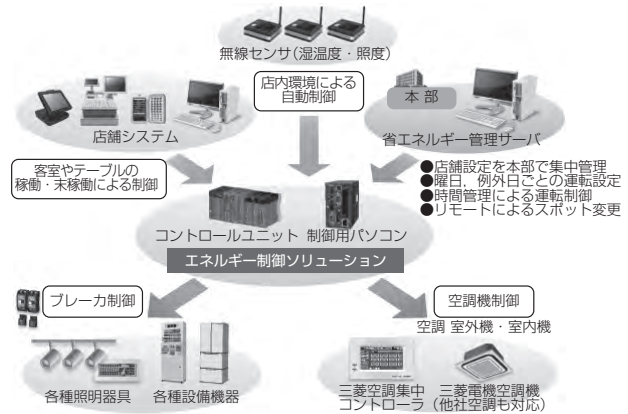 無線センサ(湿温度・照度)
店内環境による
自動制御
本 部
店舗システム
省エネルギー管理サーバ
客室やテーブルの
稼働・未稼働による制御
●店舗設定を本部で集中管理
●曜日，例外日ごとの運転設定
●時間管理による運転制御
●リモートによるスポット変更
コントロールユニット 制御用パソコン
エネルギー制御ソリューション
ブレーカ制御
空調機制御
空調 室外機・室内機
各種照明器具 各種設備機器
三菱空調集中
コントローラ
三菱電機空調機
(他社空調も対応)